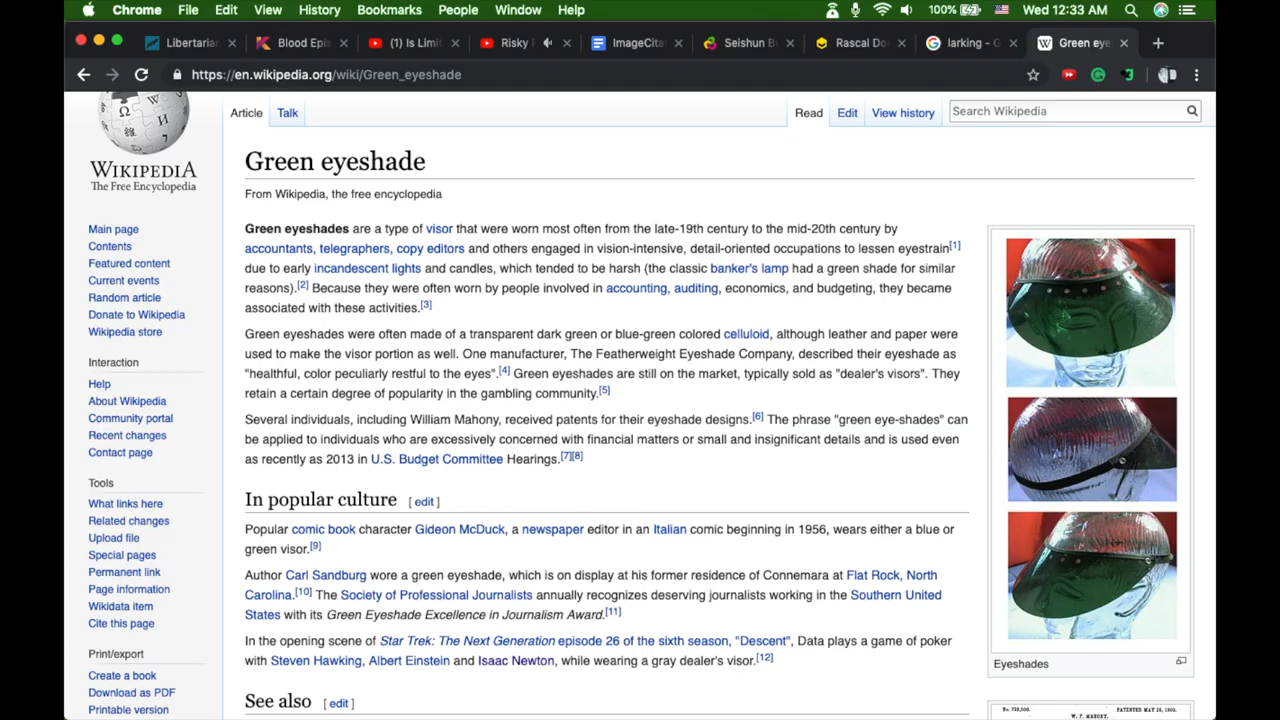 Chrome File Edit View History Bookmarks People Window Help 100% Wed 12:33 AM
Libertarian Blood Epis (1) Is Limit Risky ImageCita Seishun B Rascal Do larking - G Green eye
https://en.wikipedia.org/wiki/Green_eyeshade
WIKIPEDIA
The Free Encyclopedia
Main page
Contents
Featured content
Current events
Random article
Donate to Wikipedia
Wikipedia store
Interaction
Help
About Wikipedia
Community portal
Recent changes
Contact page
Tools
What links here
Related changes
Upload file
Special pages
Permanent link
Page information
Wikidata item
Cite this page
Print/export
Create a book
Download as PDF
Printable version
Article Talk Read Edit View history Search Wikipedia
Green eyeshade
From Wikipedia, the free encyclopedia
Green eyeshades are a type of visor that were worn most often from the late-19th century to the mid-20th century by
accountants, telegraphers, copy editors and others engaged in vision-intensive, detail-oriented occupations to lessen eyestrain[1]
due to early incandescent lights and candles, which tended to be harsh (the classic banker's lamp had a green shade for similar
reasons).[2] Because they were often worn by people involved in accounting, auditing, economics, and budgeting, they became
associated with these activities.[3]
Green eyeshades were often made of a transparent dark green or blue-green colored celluloid, although leather and paper were
used to make the visor portion as well. One manufacturer, The Featherweight Eyeshade Company, described their eyeshade as
"healthful, color peculiarly restful to the eyes".[4] Green eyeshades are still on the market, typically sold as "dealer's visors". They
retain a certain degree of popularity in the gambling community.[5]
Several individuals, including William Mahony, received patents for their eyeshade designs.[6] The phrase "green eye-shades" can
be applied to individuals who are excessively concerned with financial matters or small and insignificant details and is used even
as recently as 2013 in U.S. Budget Committee Hearings.[7][8]
In popular culture [ edit ]
Popular comic book character Gideon McDuck, a newspaper editor in an Italian comic beginning in 1956, wears either a blue or
green visor.[9]
Author Carl Sandburg wore a green eyeshade, which is on display at his former residence of Connemara at Flat Rock, North
Carolina.[10] The Society of Professional Journalists annually recognizes deserving journalists working in the Southern United
States with its Green Eyeshade Excellence in Journalism Award.[11]
In the opening scene of Star Trek: The Next Generation episode 26 of the sixth season, "Descent", Data plays a game of poker
with Steven Hawking, Albert Einstein and Isaac Newton, while wearing a gray dealer's visor.[12]
See also [ edit ]
Eyeshades
No. 729,500. PATENTED MAY 26, 1903.
W. F. MAHONY.